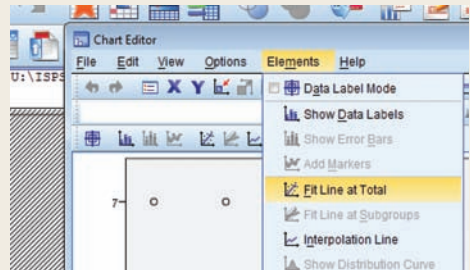 U:\ISPS
Chart Editor
File Edit View Options Elements Help
X Y
Data Label Mode
Show Data Labels
Show Error Bars
Add Markers
Fit Line at Total
Fit Line at Subgroups
Interpolation Line
Show Distribution Curve
7